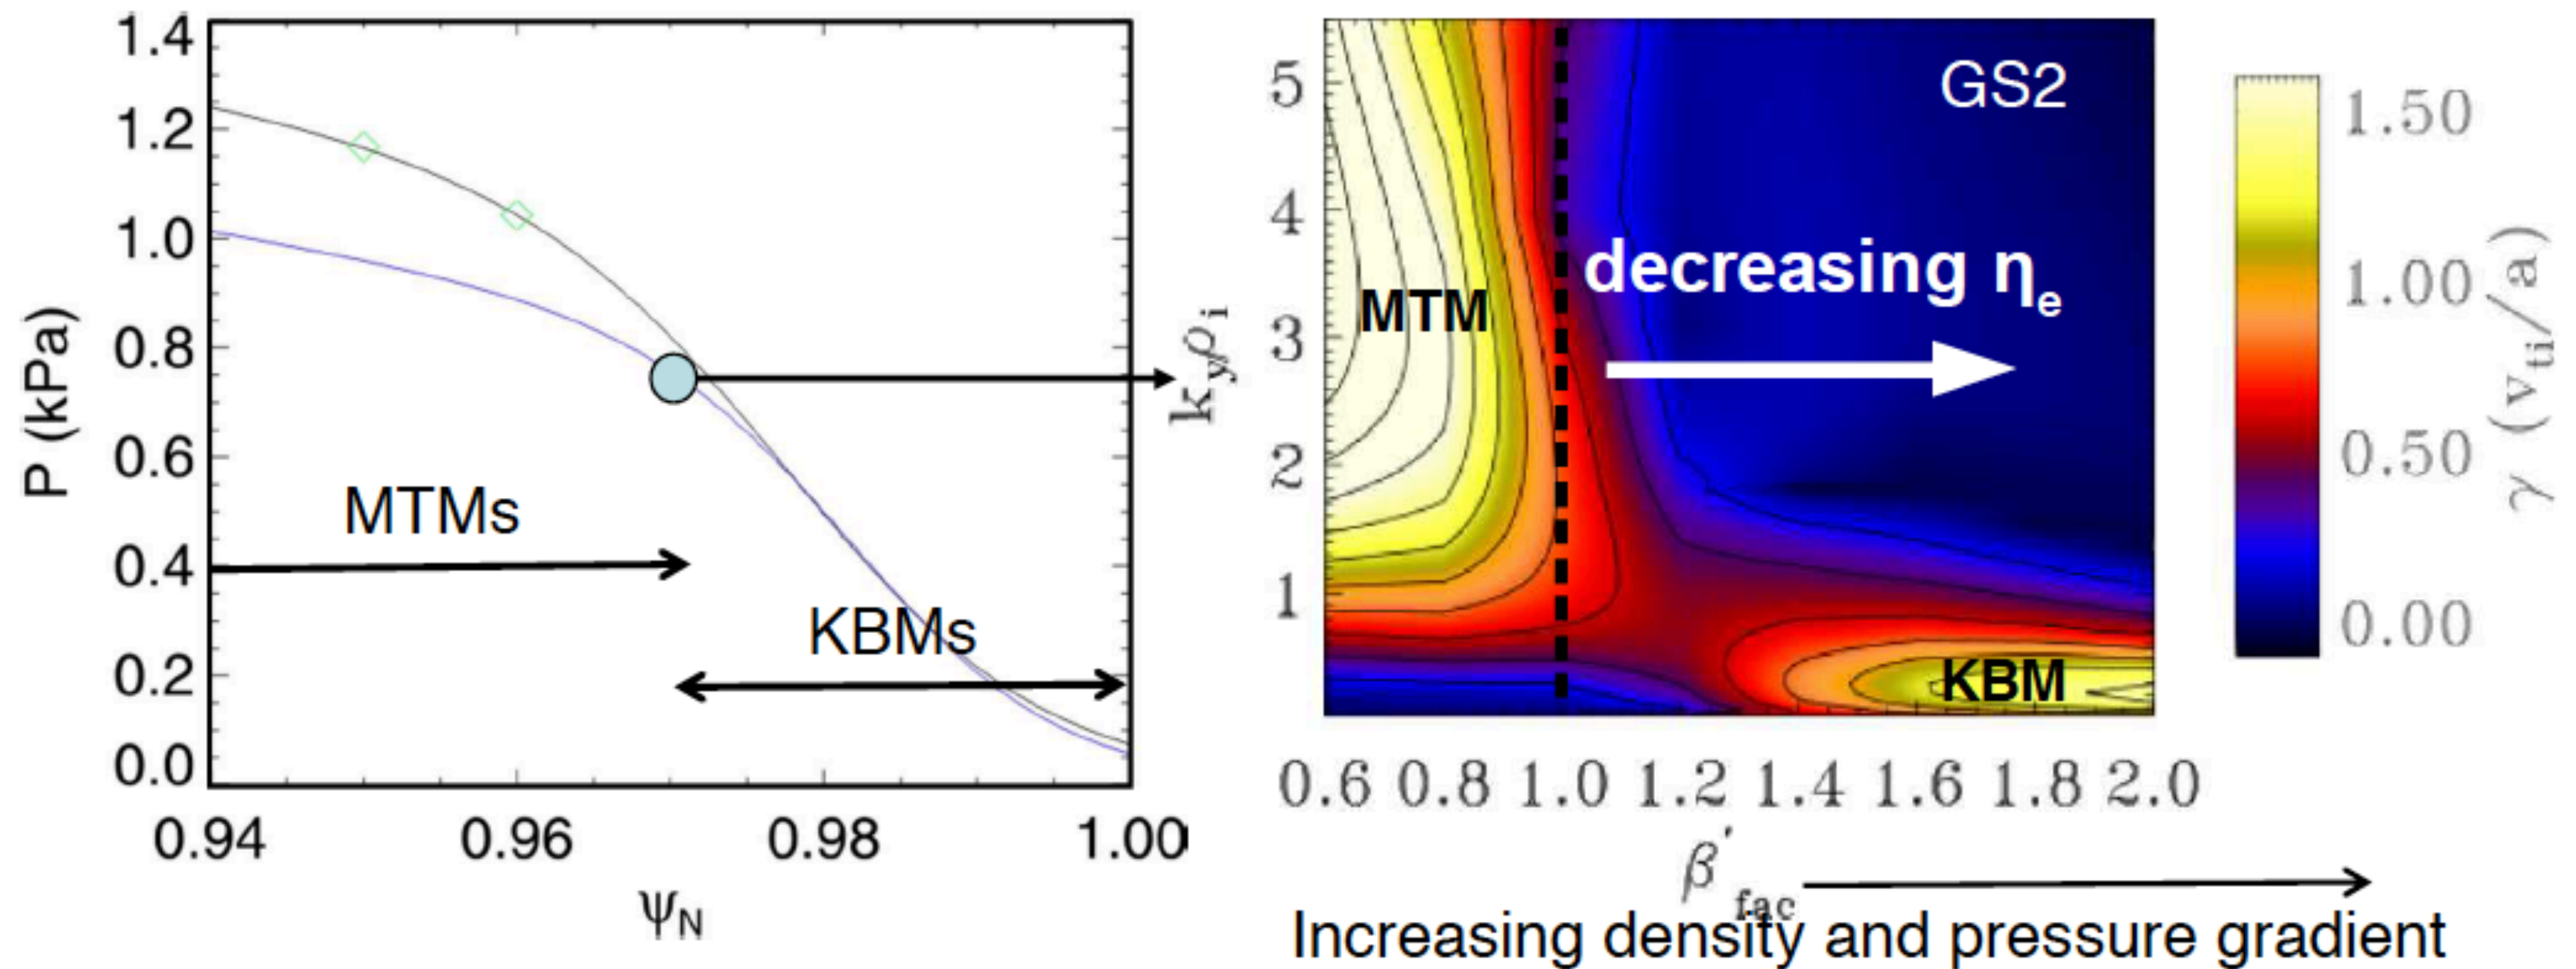 1.4
1.2
1.0
0.8
0.6
0.4
0.2
0.0
P (kPa)
MTMs
KBMs
0.94 0.96 0.98 1.00
ψN
5
4
3
2
1
kyρi
GS2
decreasing ηe
MTM
KBM
0.6 0.8 1.0 1.2 1.4 1.6 1.8 2.0
β'fac
Increasing density and pressure gradient
1.50
1.00
0.50
0.00
γ (vti/a)